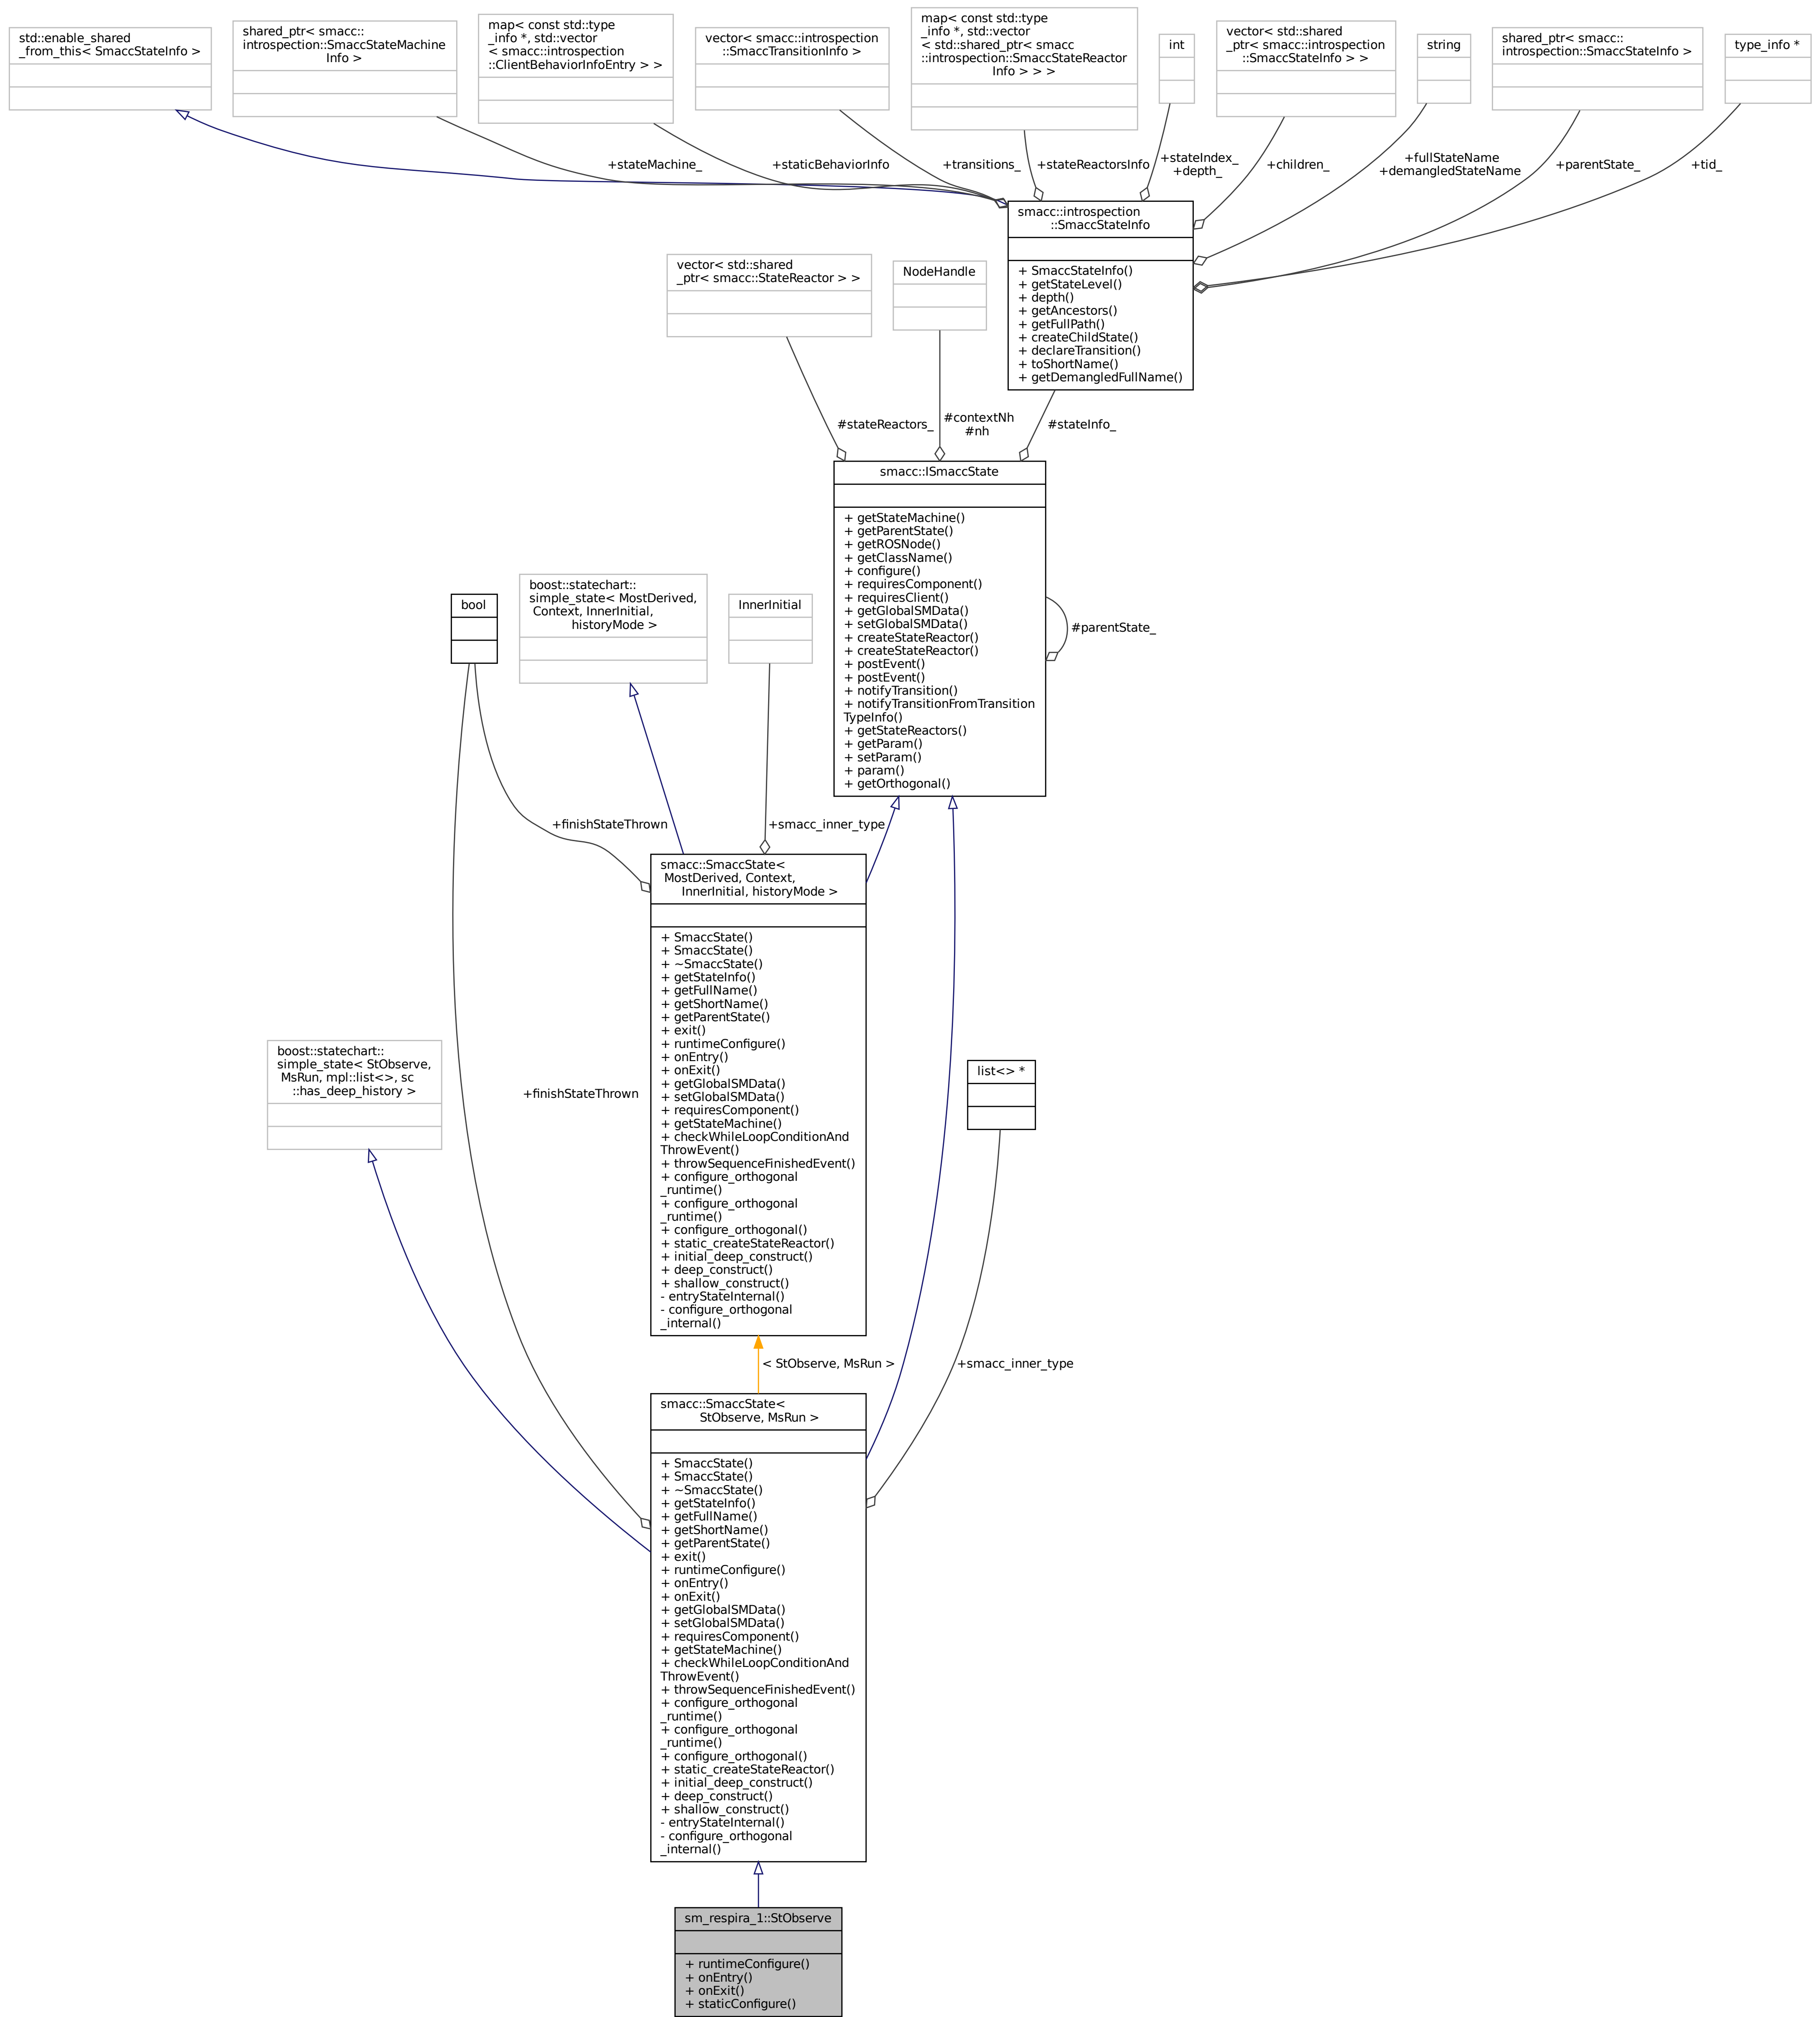 std::enable_shared
_from_this< SmaccStateInfo >
shared_ptr< smacc::
introspection::SmaccStateMachine
Info >
map< const std::type
_info *, std::vector
< smacc::introspection
::ClientBehaviorInfoEntry > >
vector< smacc::introspection
::SmaccTransitionInfo >
map< const std::type
_info *, std::vector
< std::shared_ptr< smacc
::introspection::SmaccStateReactor
Info > > >
int
vector< std::shared
_ptr< smacc::introspection
::SmaccStateInfo > >
string
shared_ptr< smacc::
introspection::SmaccStateInfo >
type_info *
+stateMachine_
+staticBehaviorInfo
+transitions_
+stateReactorsInfo
+stateIndex_
+depth_
+children_
+fullStateName
+demangledStateName
+parentState_
+tid_
smacc::introspection
::SmaccStateInfo
+ SmaccStateInfo()
+ getStateLevel()
+ depth()
+ getAncestors()
+ getFullPath()
+ createChildState()
+ declareTransition()
+ toShortName()
+ getDemangledFullName()
vector< std::shared
_ptr< smacc::StateReactor > >
NodeHandle
#stateReactors_
#contextNh
#nh
#stateInfo_
smacc::ISmaccState
+ getStateMachine()
+ getParentState()
+ getROSNode()
+ getClassName()
+ configure()
+ requiresComponent()
+ requiresClient()
+ getGlobalSMData()
+ setGlobalSMData()
+ createStateReactor()
+ createStateReactor()
+ postEvent()
+ postEvent()
+ notifyTransition()
+ notifyTransitionFromTransition
TypeInfo()
+ getStateReactors()
+ getParam()
+ setParam()
+ param()
+ getOrthogonal()
#parentState_
bool
boost::statechart::
simple_state< MostDerived,
Context, InnerInitial,
historyMode >
InnerInitial
+finishStateThrown
+smacc_inner_type
smacc::SmaccState<
MostDerived, Context,
InnerInitial, historyMode >
+ SmaccState()
+ SmaccState()
+ ~SmaccState()
+ getStateInfo()
+ getFullName()
+ getShortName()
+ getParentState()
+ exit()
+ runtimeConfigure()
+ onEntry()
+ onExit()
+ getGlobalSMData()
+ setGlobalSMData()
+ requiresComponent()
+ getStateMachine()
+ checkWhileLoopConditionAnd
ThrowEvent()
+ throwSequenceFinishedEvent()
+ configure_orthogonal
_runtime()
+ configure_orthogonal
_runtime()
+ configure_orthogonal()
+ static_createStateReactor()
+ initial_deep_construct()
+ deep_construct()
+ shallow_construct()
- entryStateInternal()
- configure_orthogonal
_internal()
boost::statechart::
simple_state< StObserve,
MsRun, mpl::list<>, sc
::has_deep_history >
+finishStateThrown
list<> *
< StObserve, MsRun >
+smacc_inner_type
smacc::SmaccState<
StObserve, MsRun >
+ SmaccState()
+ SmaccState()
+ ~SmaccState()
+ getStateInfo()
+ getFullName()
+ getShortName()
+ getParentState()
+ exit()
+ runtimeConfigure()
+ onEntry()
+ onExit()
+ getGlobalSMData()
+ setGlobalSMData()
+ requiresComponent()
+ getStateMachine()
+ checkWhileLoopConditionAnd
ThrowEvent()
+ throwSequenceFinishedEvent()
+ configure_orthogonal
_runtime()
+ configure_orthogonal
_runtime()
+ configure_orthogonal()
+ static_createStateReactor()
+ initial_deep_construct()
+ deep_construct()
+ shallow_construct()
- entryStateInternal()
- configure_orthogonal
_internal()
sm_respira_1::StObserve
+ runtimeConfigure()
+ onEntry()
+ onExit()
+ staticConfigure()